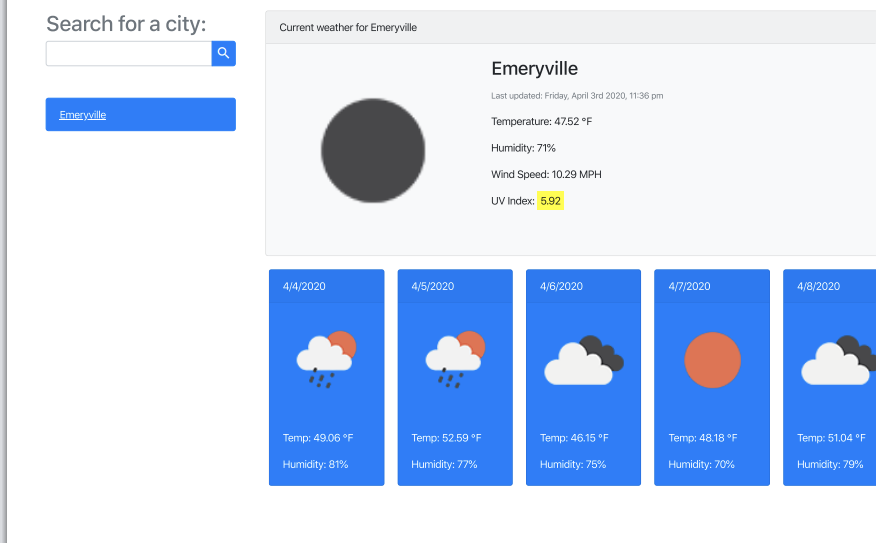 Search for a city:
Emeryville
Current weather for Emeryville
Emeryville
Last updated: Friday, April 3rd 2020, 11:36 pm
Temperature: 47.52 °F
Humidity: 71%
Wind Speed: 10.29 MPH
UV Index: 5.92
4/4/2020
Temp: 49.06 °F
Humidity: 81%
4/5/2020
Temp: 52.59 °F
Humidity: 77%
4/6/2020
Temp: 46.15 °F
Humidity: 75%
4/7/2020
Temp: 48.18 °F
Humidity: 70%
4/8/2020
Temp: 51.04 °F
Humidity: 79%